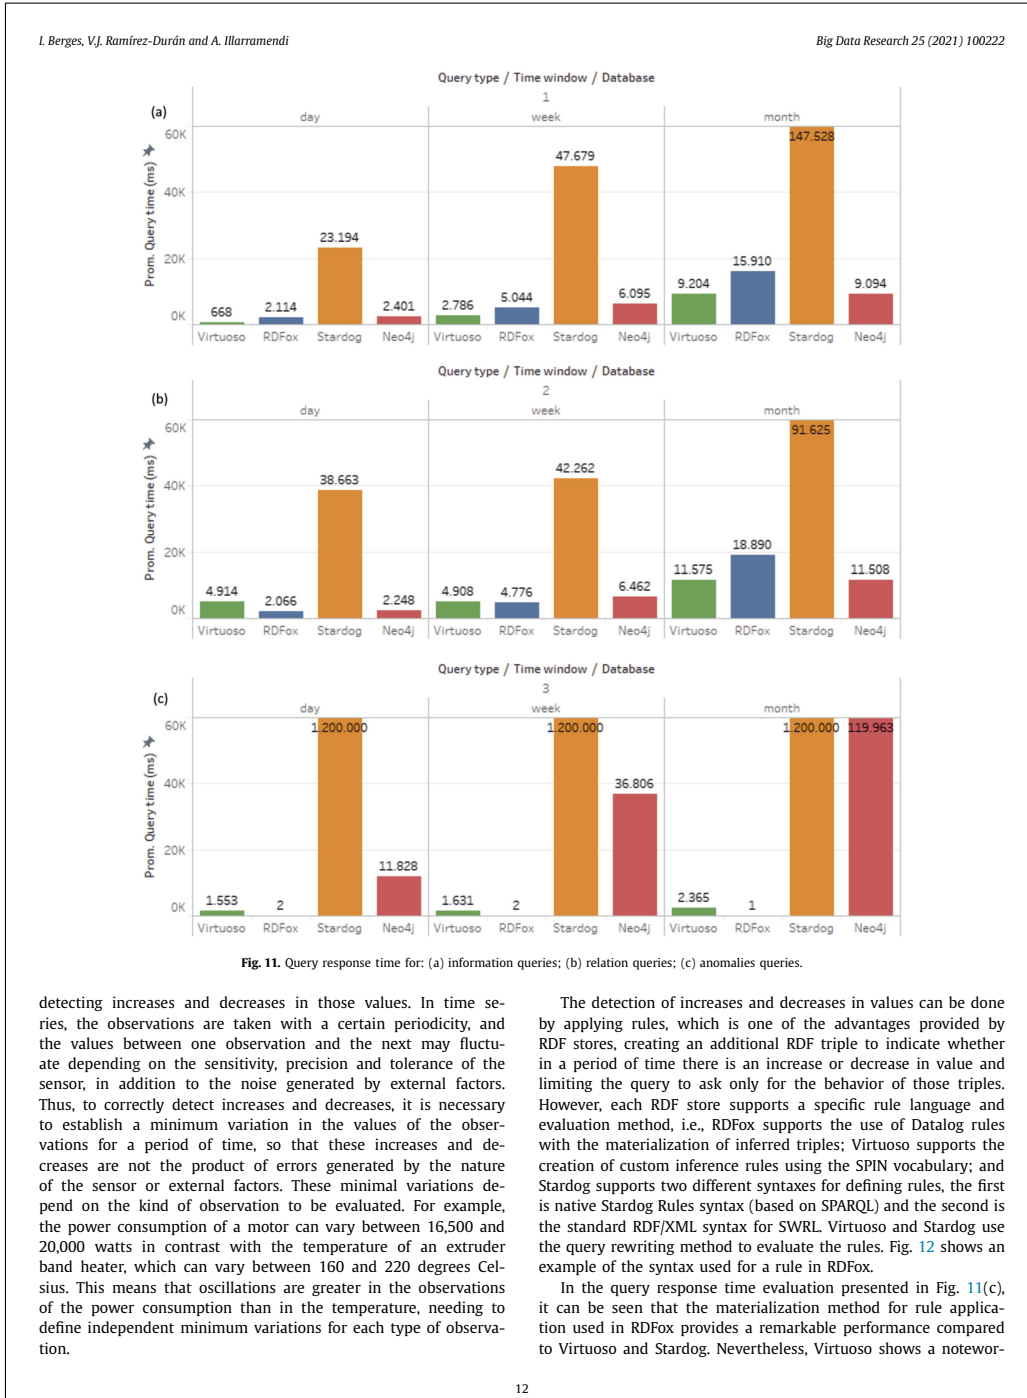 I. Berges, V.J. Ramírez-Durán and A. Illarramendi
Big Data Research 25 (2021) 100222
Query type / Time window / Database
1
(a)
day
week
month
60K
40K
20K
0K
Prom. Query time (ms)
668
2.114
23.194
2.401
2.786
5.044
47.679
6.095
9.204
15.910
147.528
9.094
Virtuoso RDFox Stardog Neo4j Virtuoso RDFox Stardog Neo4j Virtuoso RDFox Stardog Neo4j
Query type / Time window / Database
2
(b)
day
week
month
60K
40K
20K
0K
Prom. Query time (ms)
4.914
2.066
38.663
2.248
4.908
4.776
42.262
6.462
11.575
18.890
91.625
11.508
Virtuoso RDFox Stardog Neo4j Virtuoso RDFox Stardog Neo4j Virtuoso RDFox Stardog Neo4j
Query type / Time window / Database
3
(c)
day
week
month
60K
40K
20K
0K
Prom. Query time (ms)
1.553
2
1.200.000
11.828
1.631
2
1.200.000
36.806
2.365
1
1.200.000
119.963
Virtuoso RDFox Stardog Neo4j Virtuoso RDFox Stardog Neo4j Virtuoso RDFox Stardog Neo4j
Fig. 11. Query response time for: (a) information queries; (b) relation queries; (c) anomalies queries.
detecting increases and decreases in those values. In time se-
ries, the observations are taken with a certain periodicity, and
the values between one observation and the next may fluctu-
ate depending on the sensitivity, precision and tolerance of the
sensor, in addition to the noise generated by external factors.
Thus, to correctly detect increases and decreases, it is necessary
to establish a minimum variation in the values of the obser-
vations for a period of time, so that these increases and de-
creases are not the product of errors generated by the nature
of the sensor or external factors. These minimal variations de-
pend on the kind of observation to be evaluated. For example,
the power consumption of a motor can vary between 16,500 and
20,000 watts in contrast with the temperature of an extruder
band heater, which can vary between 160 and 220 degrees Cel-
sius. This means that oscillations are greater in the observations
of the power consumption than in the temperature, needing to
define independent minimum variations for each type of observa-
tion.
The detection of increases and decreases in values can be done
by applying rules, which is one of the advantages provided by
RDF stores, creating an additional RDF triple to indicate whether
in a period of time there is an increase or decrease in value and
limiting the query to ask only for the behavior of those triples.
However, each RDF store supports a specific rule language and
evaluation method, i.e., RDFox supports the use of Datalog rules
with the materialization of inferred triples; Virtuoso supports the
creation of custom inference rules using the SPIN vocabulary; and
Stardog supports two different syntaxes for defining rules, the first
is native Stardog Rules syntax (based on SPARQL) and the second is
the standard RDF/XML syntax for SWRL. Virtuoso and Stardog use
the query rewriting method to evaluate the rules. Fig. 12 shows an
example of the syntax used for a rule in RDFox.
In the query response time evaluation presented in Fig. 11(c),
it can be seen that the materialization method for rule applica-
tion used in RDFox provides a remarkable performance compared
to Virtuoso and Stardog. Nevertheless, Virtuoso shows a notewor-
12